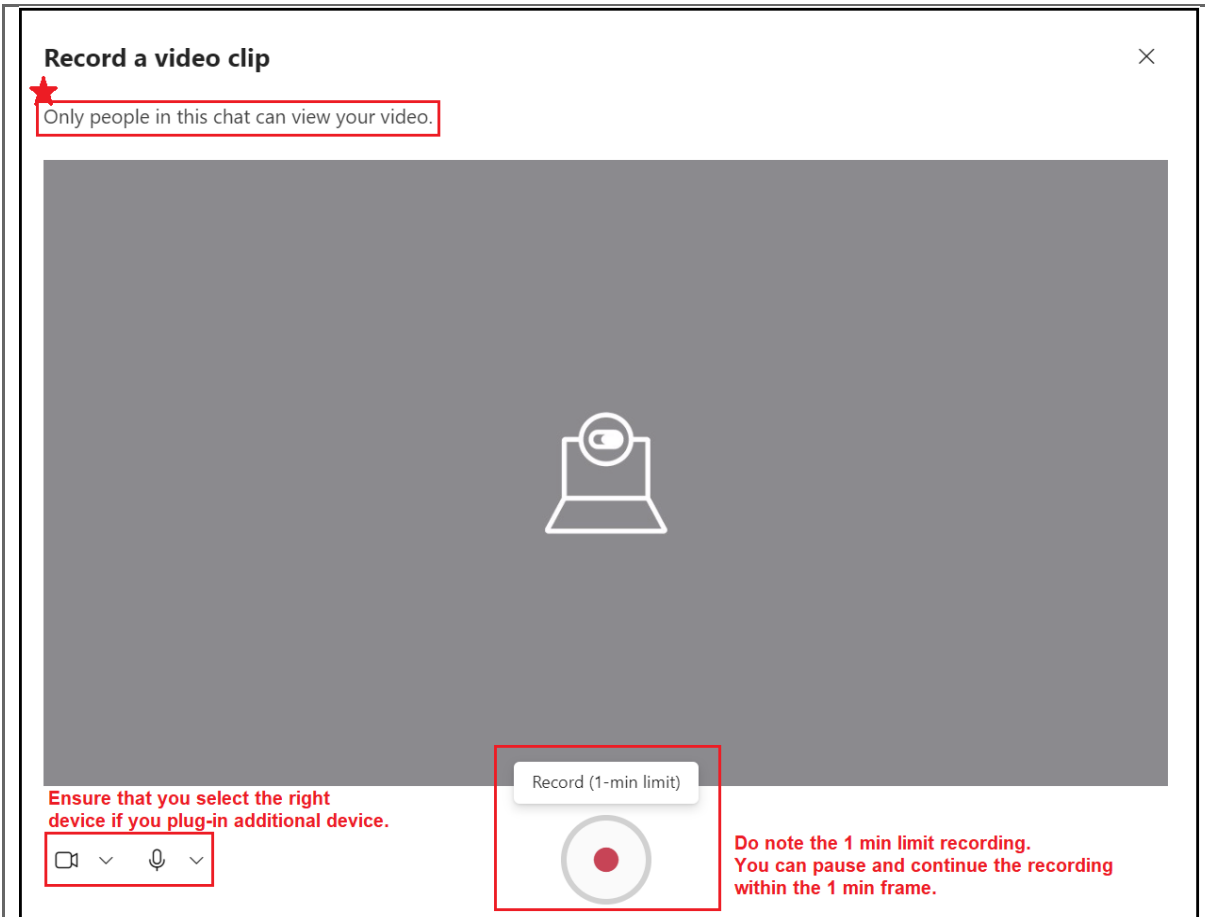 Record a video clip
Only people in this chat can view your video.
Record (1-min limit)
Ensure that you select the right
device if you plug-in additional device.
Do note the 1 min limit recording.
You can pause and continue the recording
within the 1 min frame.